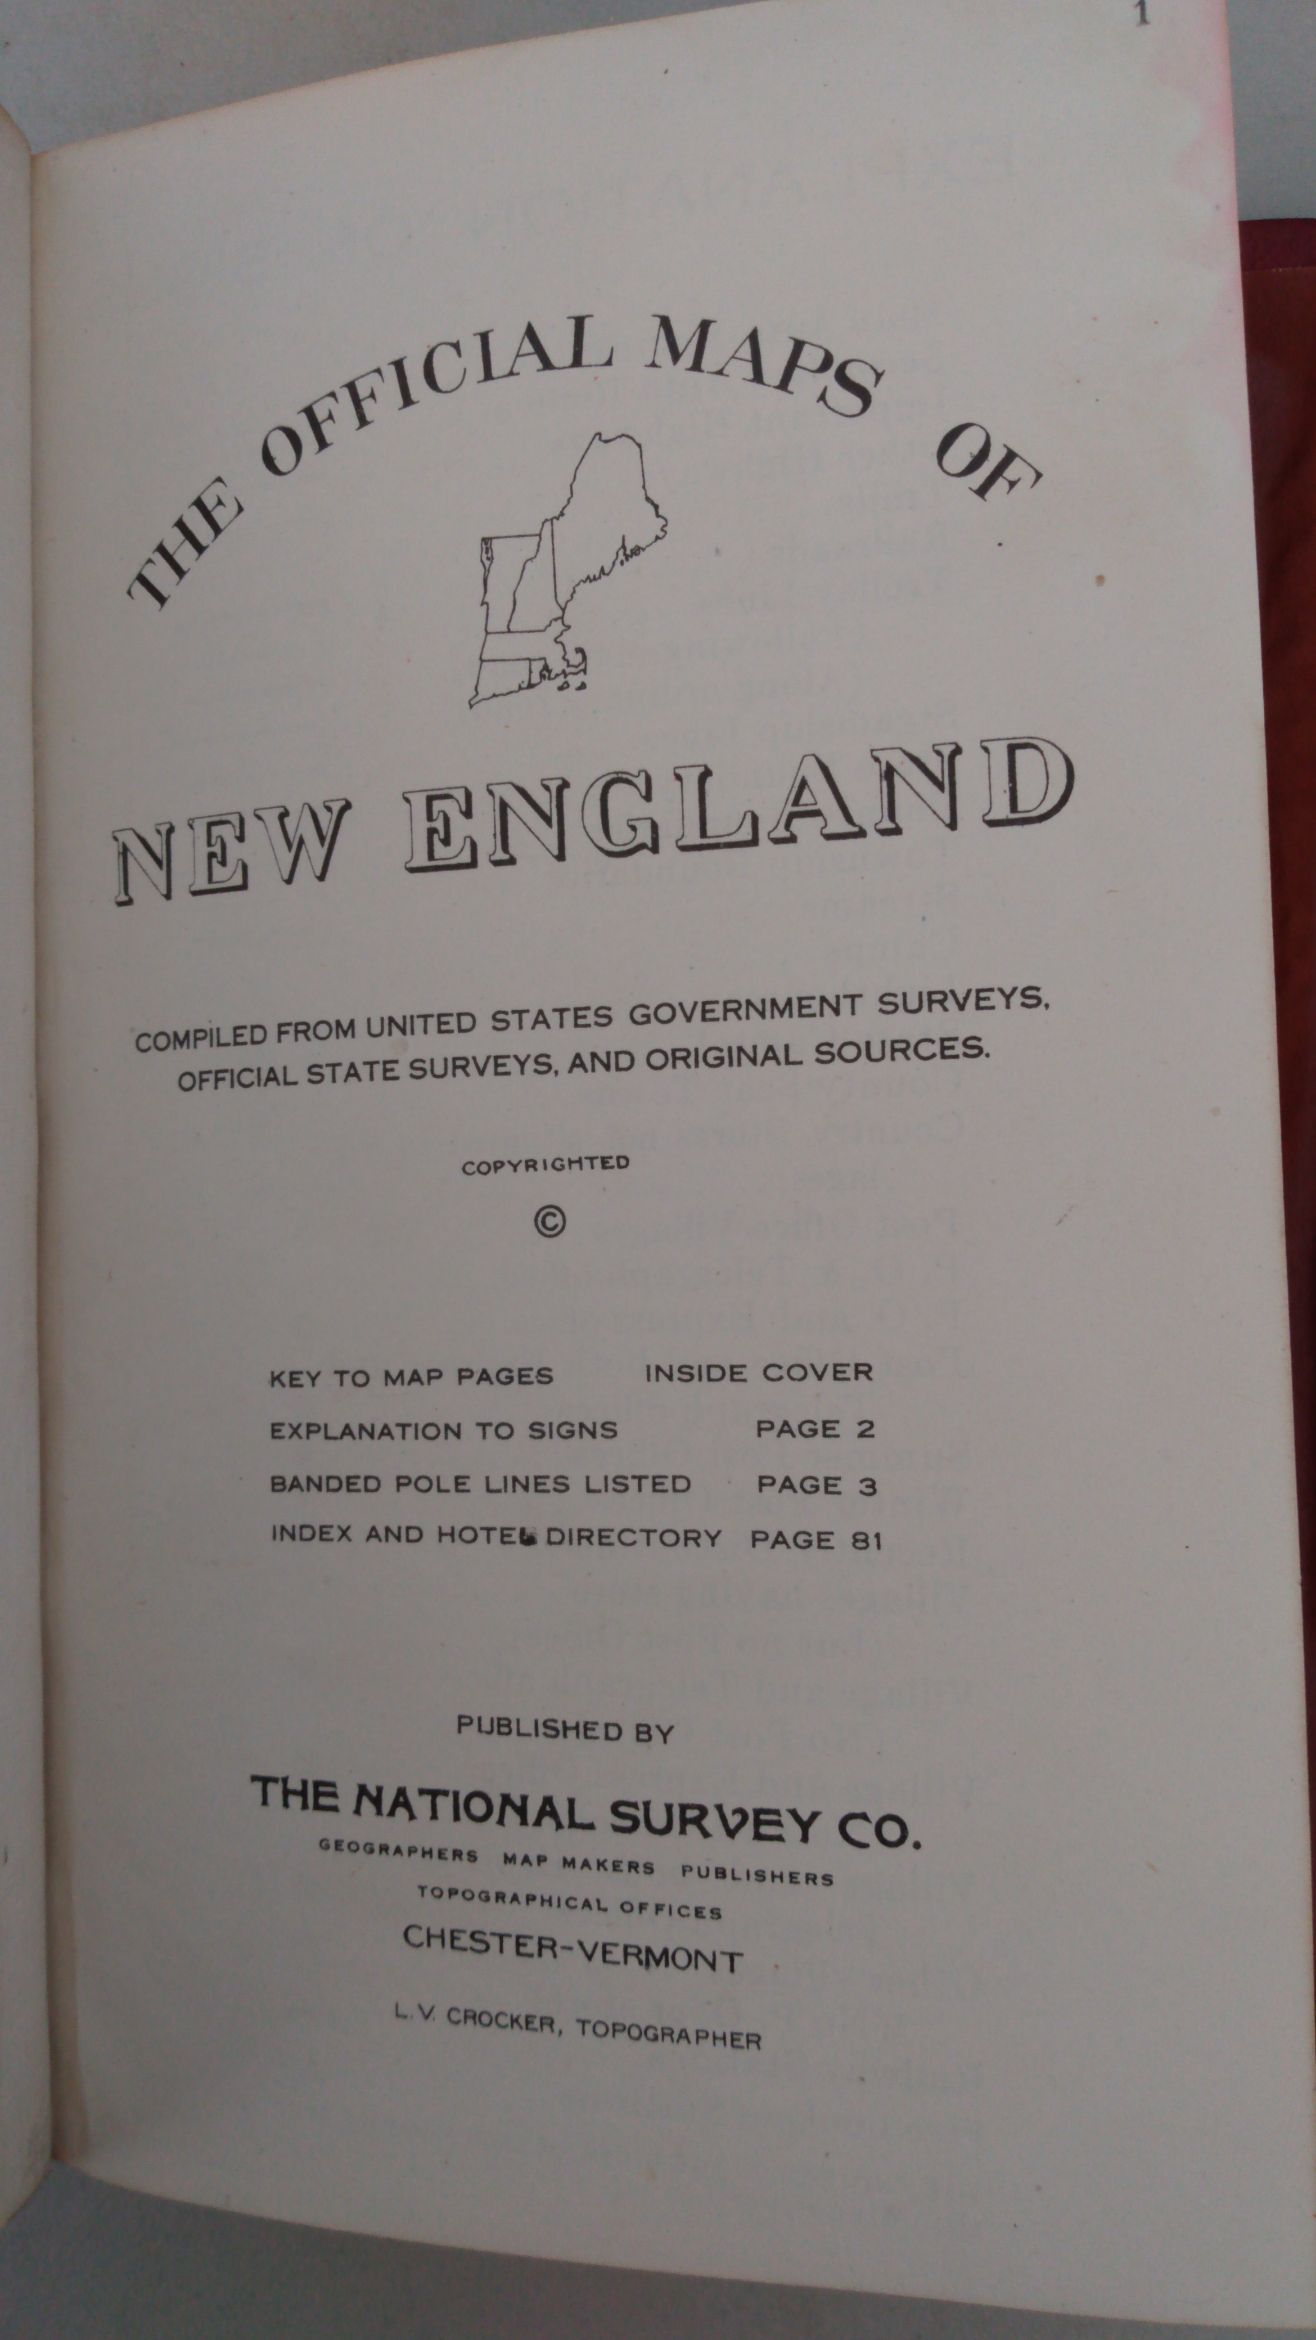 1
THE OFFICIAL MAPS OF
NEW ENGLAND
COMPILED FROM UNITED STATES GOVERNMENT SURVEYS,
OFFICIAL STATE SURVEYS, AND ORIGINAL SOURCES.
COPYRIGHTED
©
KEY TO MAP PAGES INSIDE COVER
EXPLANATION TO SIGNS PAGE 2
BANDED POLE LINES LISTED PAGE 3
INDEX AND HOTEL DIRECTORY PAGE 81
PUBLISHED BY
THE NATIONAL SURVEY CO.
GEOGRAPHERS MAP MAKERS PUBLISHERS
TOPOGRAPHICAL OFFICES
CHESTER-VERMONT
L.V. CROCKER, TOPOGRAPHER